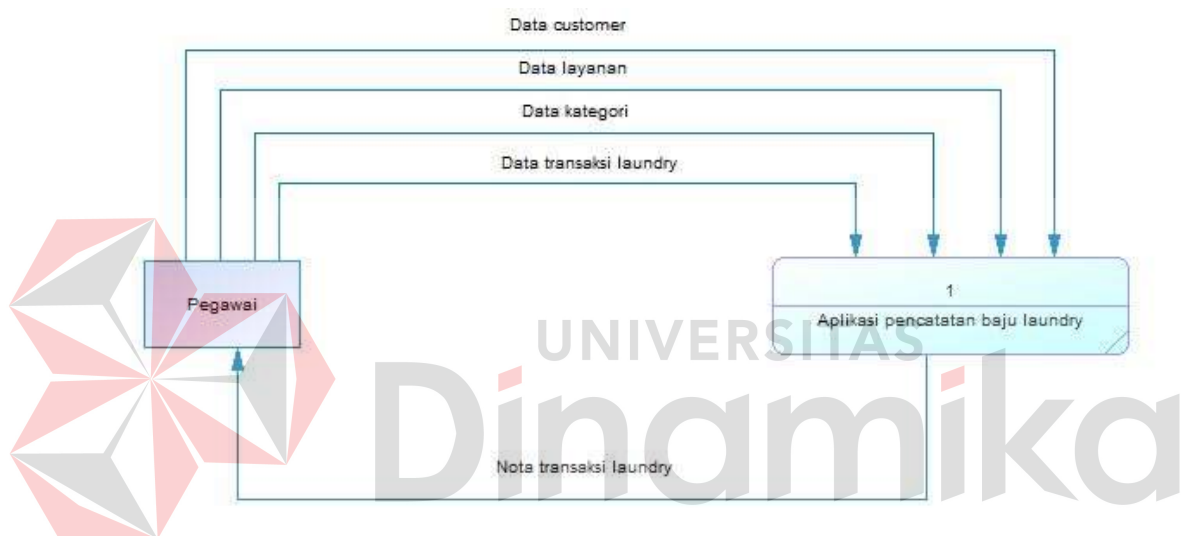 Data customer
Data layanan
Data kategori
Data transaksi laundry
Pegawai
1
Aplikasi pencatatan baju laundry
UNIVERSITAS
Dinamika
Nota transaksi laundry